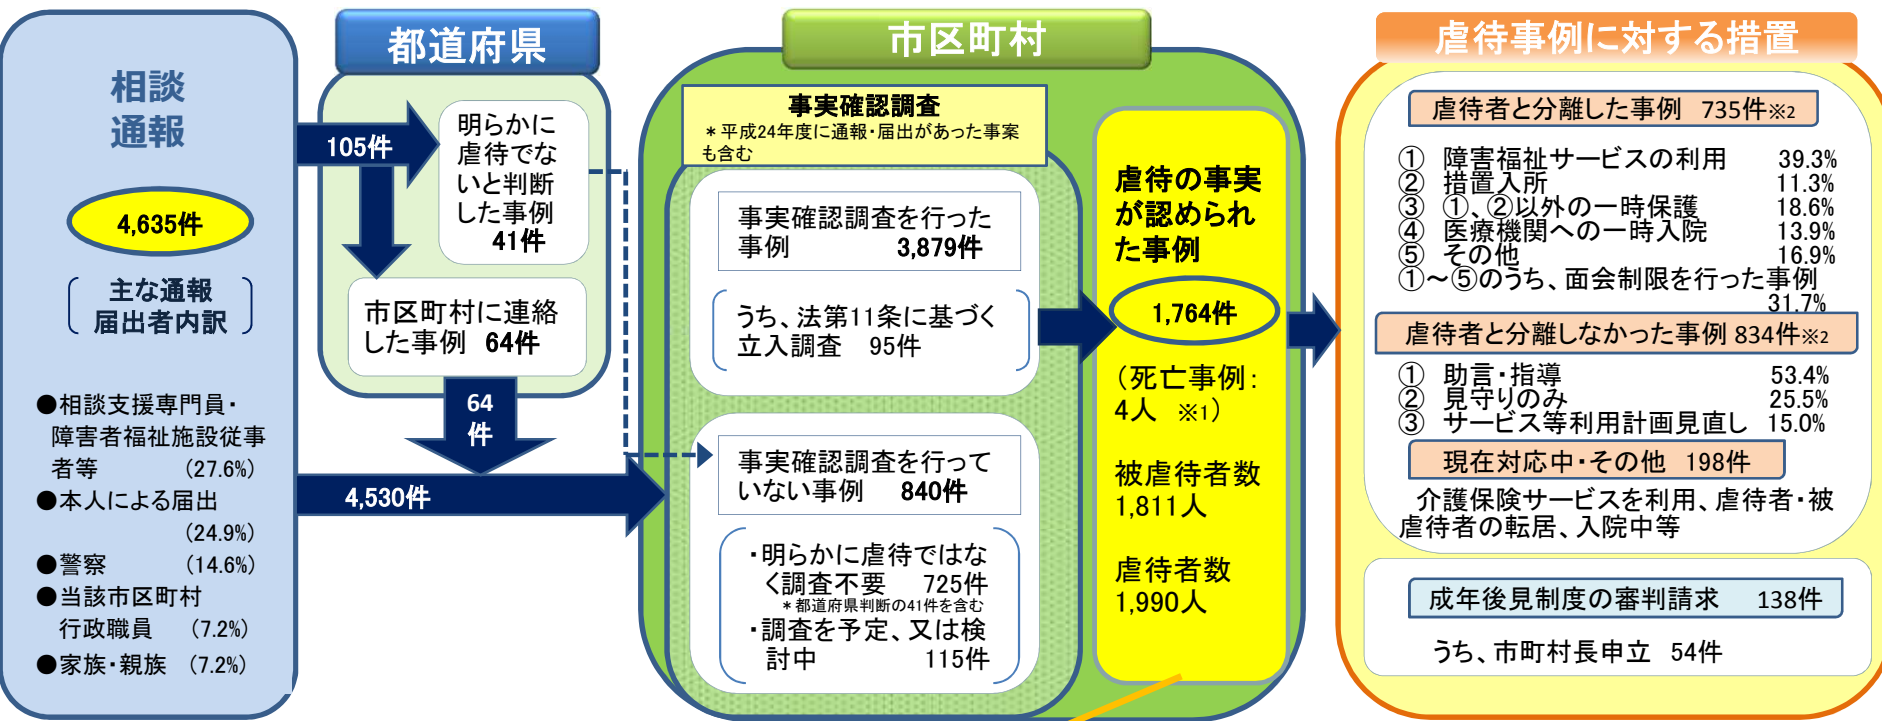 相談
通報
4,635件
主な通報
届出者内訳
●相談支援専門員・
障害者福祉施設従事
者等 (27.6%)
●本人による届出
(24.9%)
●警察 (14.6%)
●当該市区町村
行政職員 (7.2%)
●家族・親族 (7.2%)
都道府県
105件
明らかに
虐待でな
いと判断
した事例
41件
市区町村に連絡
した事例 64件
64
件
4,530件
市区町村
事実確認調査
＊平成24年度に通報・届出があった事案
も含む
事実確認調査を行った
事例 3,879件
うち、法第11条に基づく
立入調査 95件
事実確認調査を行って
いない事例 840件
・明らかに虐待ではな
く調査不要 725件
＊都道府県判断の41件を含む
・調査を予定、又は検
討中 115件
虐待の事実
が認められ
た事例
1,764件
（死亡事例：
4人 ※1）
被虐待者数
1,811人
虐待者数
1,990人
虐待事例に対する措置
虐待者と分離した事例 735件※2
① 障害福祉サービスの利用 39.3%
② 措置入所 11.3%
③ ①、②以外の一時保護 18.6%
④ 医療機関への一時入院 13.9%
⑤ その他 16.9%
①～⑤のうち、面会制限を行った事例
31.7%
虐待者と分離しなかった事例 834件※2
① 助言・指導 53.4%
② 見守りのみ 25.5%
③ サービス等利用計画見直し 15.0%
現在対応中・その他 198件
介護保険サービスを利用、虐待者・被
虐待者の転居、入院中等
成年後見制度の審判請求 138件
うち、市町村長申立 54件